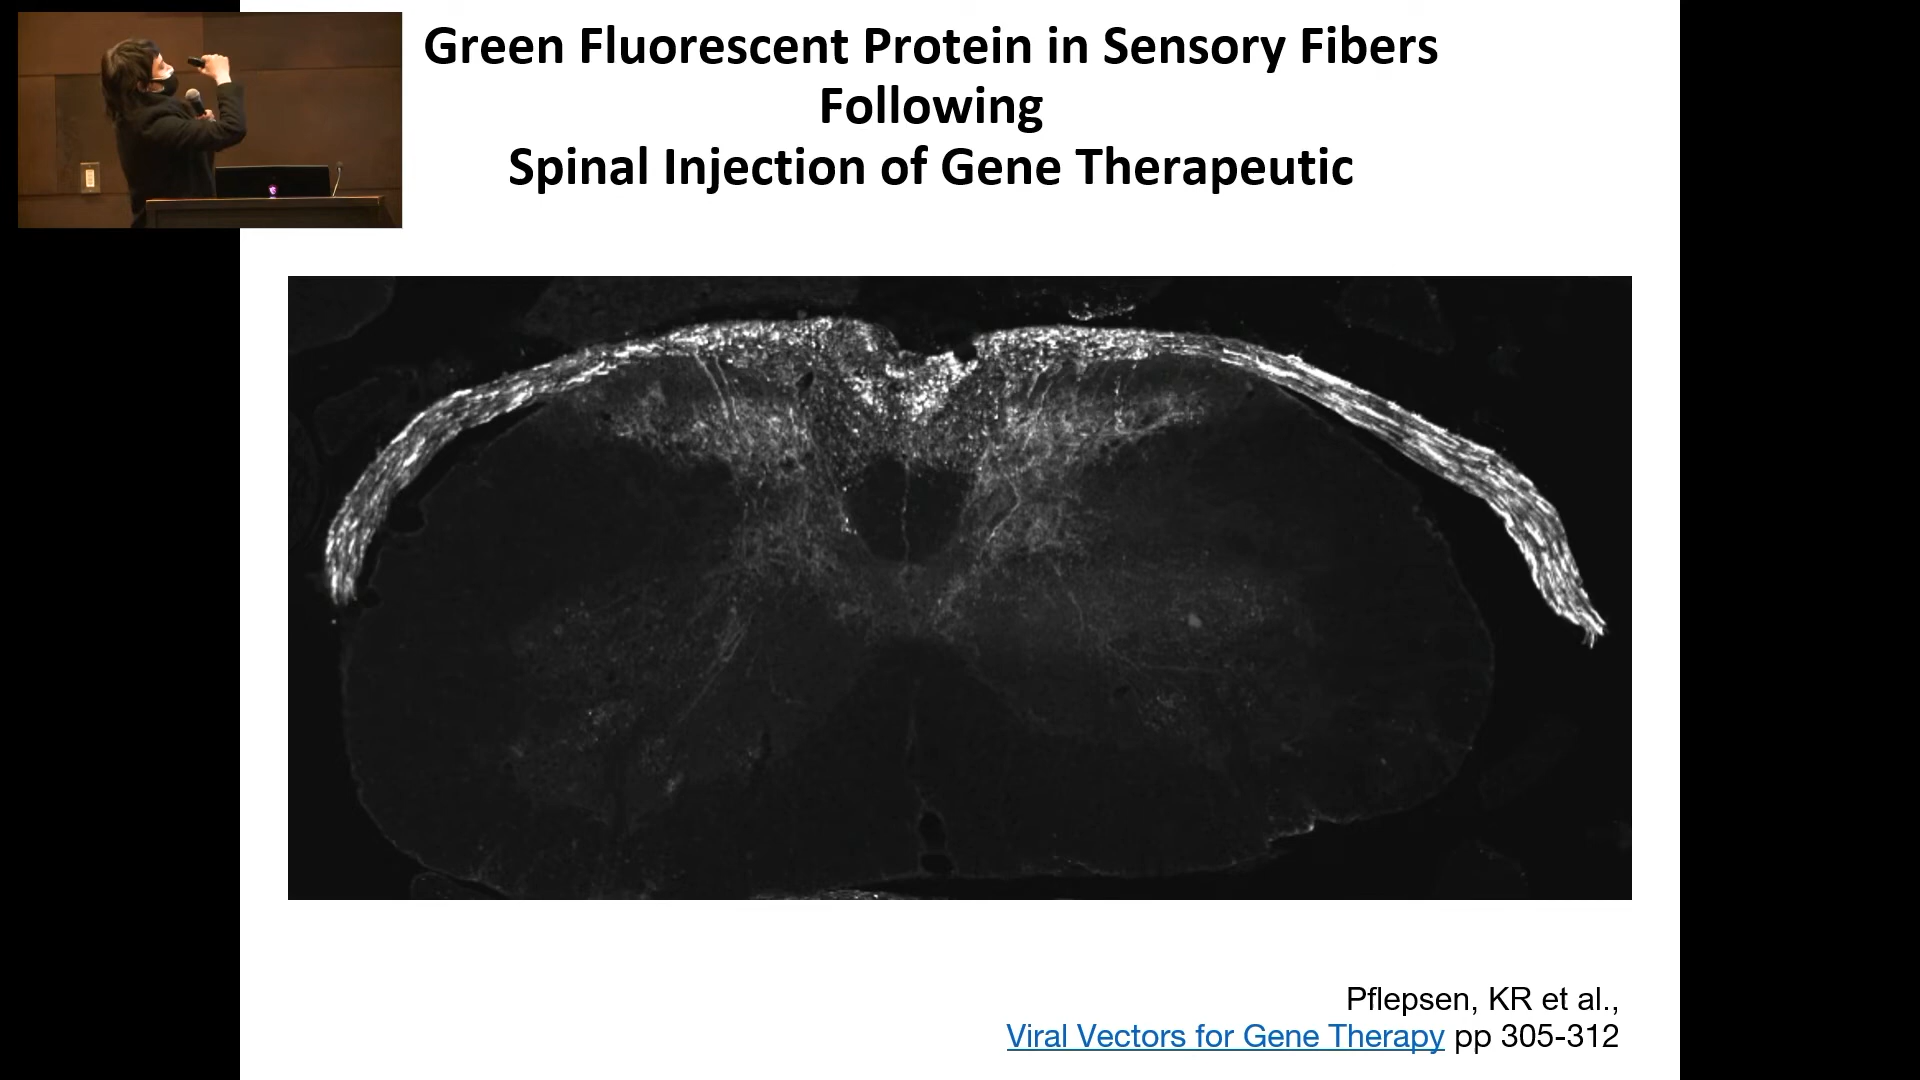 Green Fluorescent Protein in Sensory Fibers
Following
Spinal Injection of Gene Therapeutic
Pflepsen, KR et al.,
Viral Vectors for Gene Therapy pp 305-312